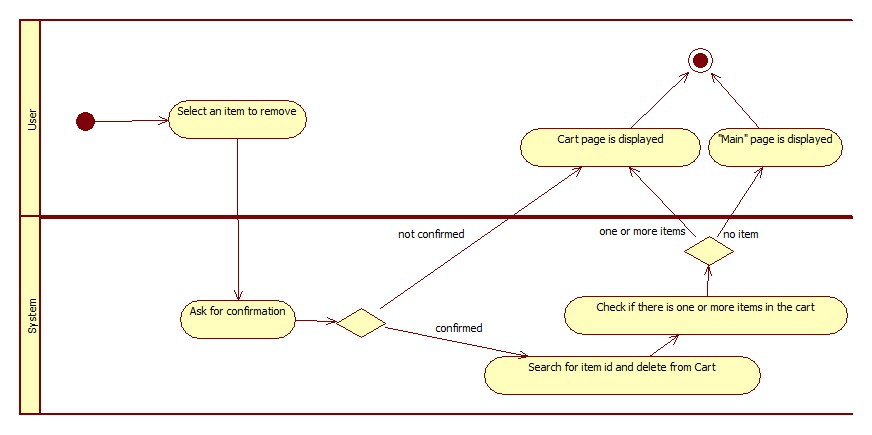 User
Select an item to remove
Cart page is displayed
"Main" page is displayed
System
not confirmed
one or more items
no item
Ask for confirmation
Check if there is one or more items in the cart
confirmed
Search for item id and delete from Cart